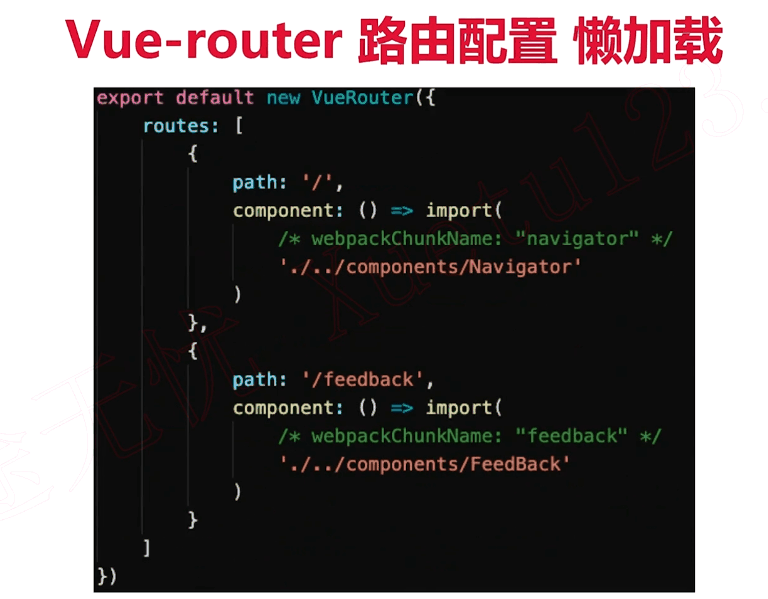 Vue-router 路由配置 懒加载
export default new VueRouter({
routes: [
{
path: '/',
component: () => import(
/* webpackChunkName: "navigator" */
'./../components/Navigator'
)
},
{
path: '/feedback',
component: () => import(
/* webpackChunkName: "feedback" */
'./../components/FeedBack'
)
}
]
})